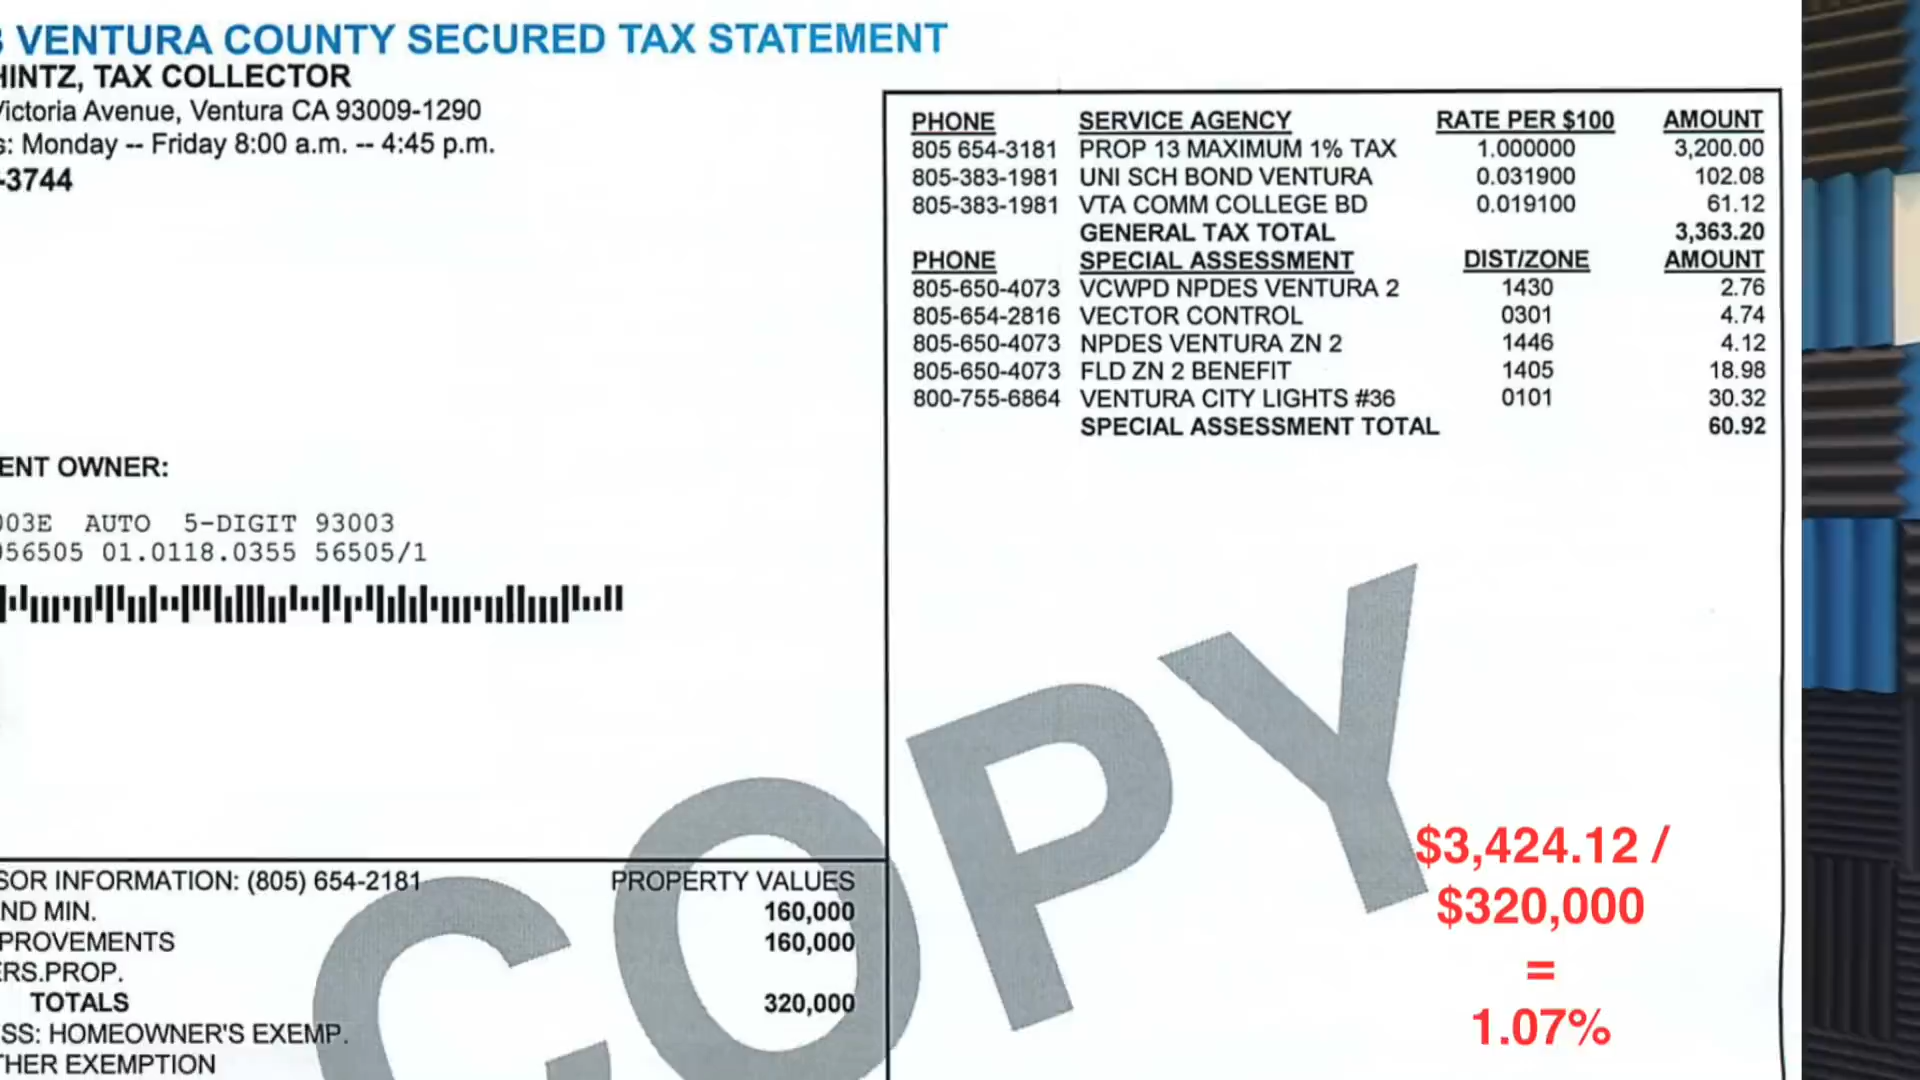 VENTURA COUNTY SECURED TAX STATEMENT
HINTZ, TAX COLLECTOR
Victoria Avenue, Ventura CA 93009-1290
s: Monday -- Friday 8:00 a.m. -- 4:45 p.m.
-3744
PHONE SERVICE AGENCY RATE PER $100 AMOUNT
805 654-3181 PROP 13 MAXIMUM 1% TAX 1.000000 3,200.00
805-383-1981 UNI SCH BOND VENTURA 0.031900 102.08
805-383-1981 VTA COMM COLLEGE BD 0.019100 61.12
GENERAL TAX TOTAL 3,363.20
PHONE SPECIAL ASSESSMENT DIST/ZONE AMOUNT
805-650-4073 VCWPD NPDES VENTURA 2 1430 2.76
805-654-2816 VECTOR CONTROL 0301 4.74
805-650-4073 NPDES VENTURA ZN 2 1446 4.12
805-650-4073 FLD ZN 2 BENEFIT 1405 18.98
800-755-6864 VENTURA CITY LIGHTS #36 0101 30.32
SPECIAL ASSESSMENT TOTAL 60.92
ENT OWNER:
003E AUTO 5-DIGIT 93003
056505 01.0118.0355 56505/1
COPY
SOR INFORMATION: (805) 654-2181 PROPERTY VALUES
ND MIN. 160,000
PROVEMENTS 160,000
ERS.PROP.
TOTALS 320,000
SS: HOMEOWNER'S EXEMP.
THER EXEMPTION
$3,424.12 /
$320,000
=
1.07%